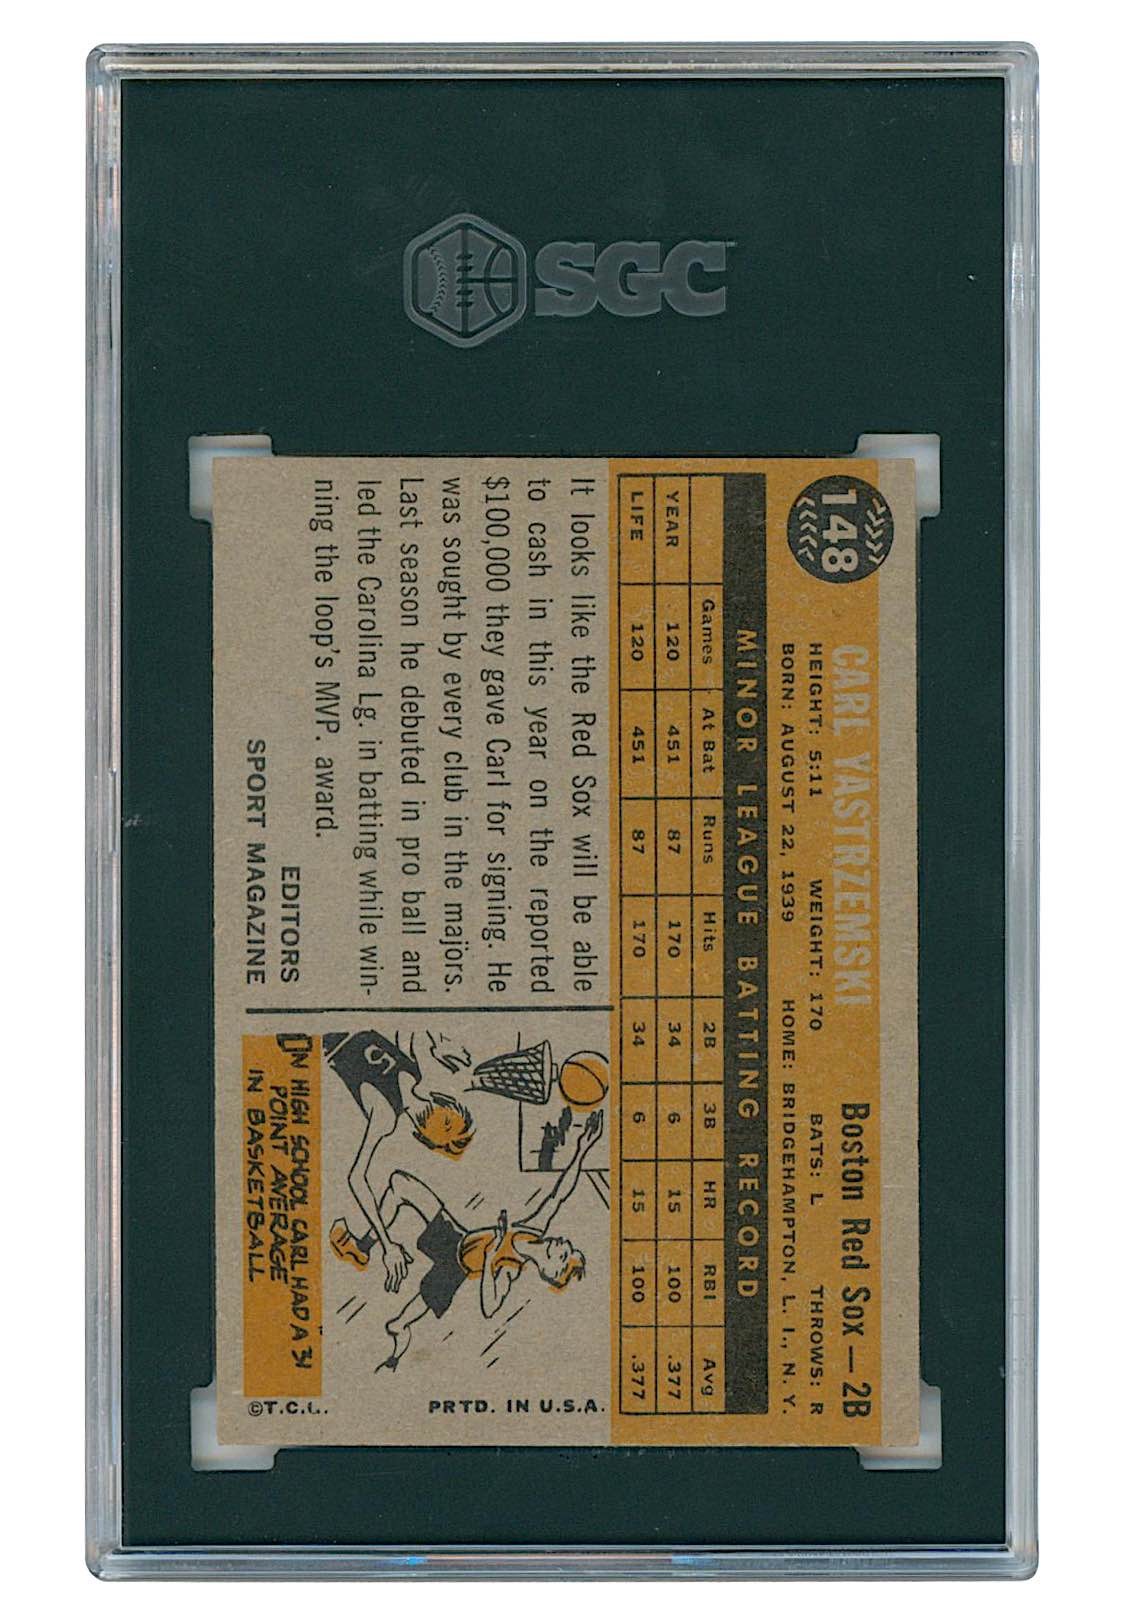 SGC
148
CARL YASTRZEMSKI Boston Red Sox—2B
HEIGHT: 5:11 WEIGHT: 170 BATS: L THROWS: R
BORN: AUGUST 22, 1939 HOME: BRIDGEHAMPTON, L. I., N. Y.
MINOR LEAGUE BATTING RECORD
Games At Bat Runs Hits 2B 3B HR RBI Avg
YEAR 120 451 87 170 34 6 15 100 .377
LIFE 120 451 87 170 34 6 15 100 .377
It looks like the Red Sox will be able
to cash in this year on the reported
$100,000 they gave Carl for signing. He
was sought by every club in the majors.
Last season he debuted in pro ball and
led the Carolina Lg. in batting while win-
ning the loop's MVP. award.
EDITORS
SPORT MAGAZINE
5
IN HIGH SCHOOL CARL HAD A 31
POINT AVERAGE
IN BASKETBALL
PRTD. IN U.S.A.
©T.C.G.